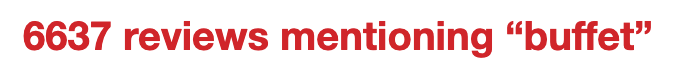 6637 reviews mentioning “buffet”